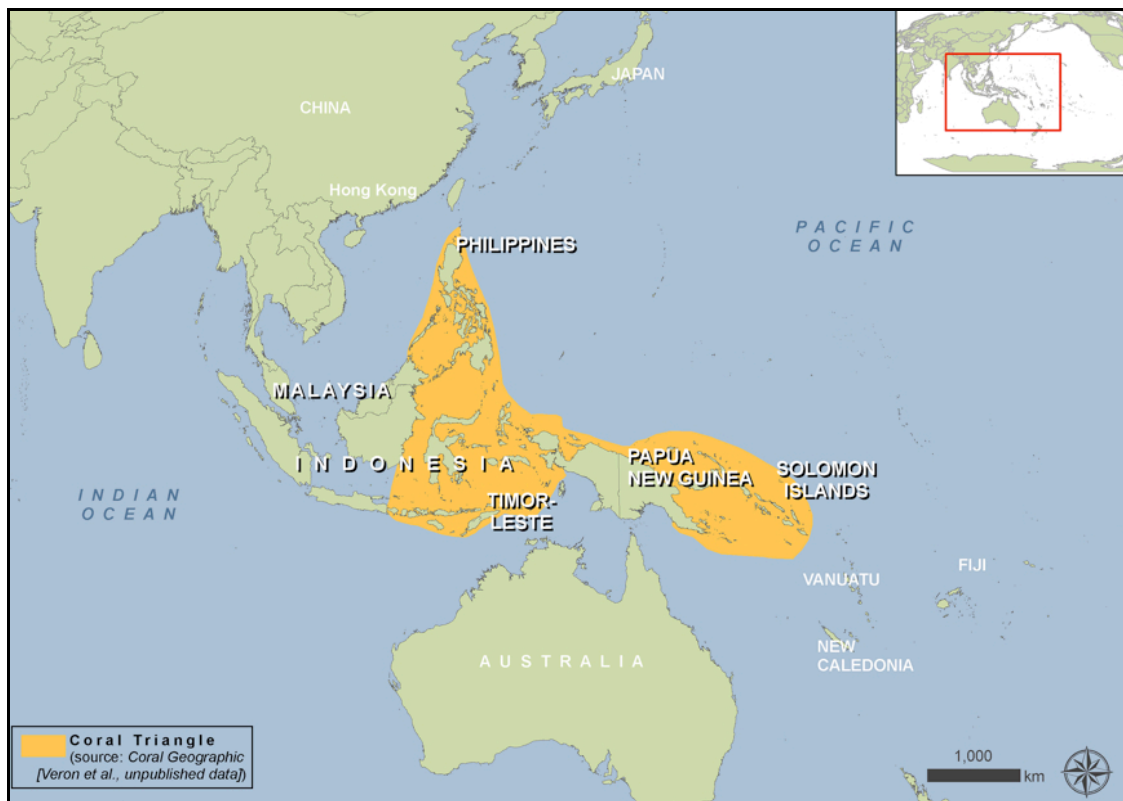 JAPAN
CHINA
Hong Kong
PACIFIC
OCEAN
PHILIPPINES
MALAYSIA
INDONESIA
PAPUA
NEW GUINEA
SOLOMON
ISLANDS
INDIAN
OCEAN
TIMOR-
LESTE
VANUATU
FIJI
NEW
CALEDONIA
AUSTRALIA
Coral Triangle
(source: Coral Geographic
[Veron et al., unpublished data])
1,000
km